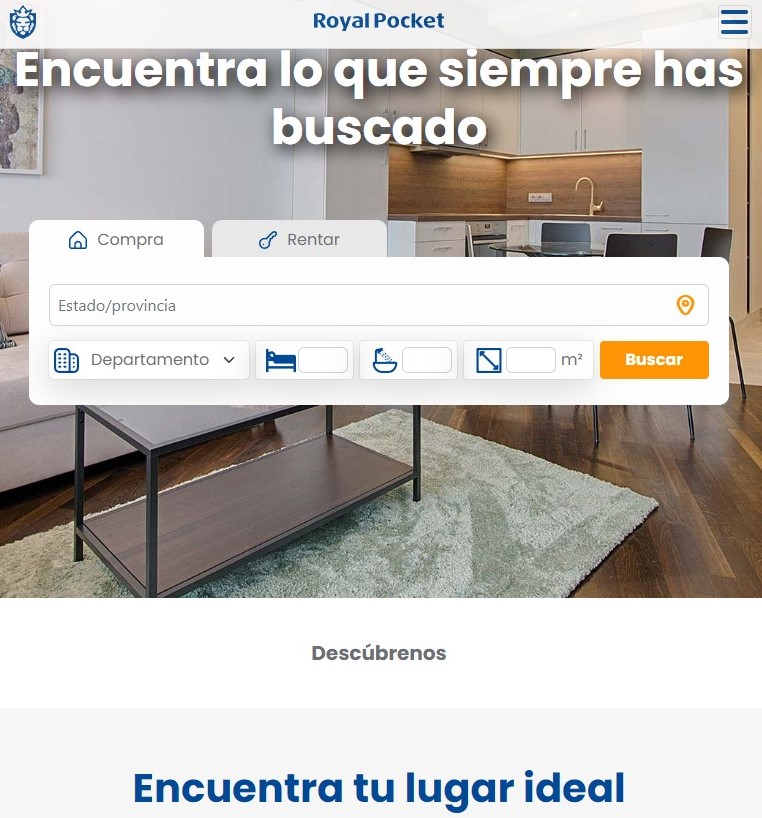 Royal Pocket
Encuentra lo que siempre has
buscado
Compra
Rentar
Estado/provincia
Departamento
m²
Buscar
Descúbrenos
Encuentra tu lugar ideal